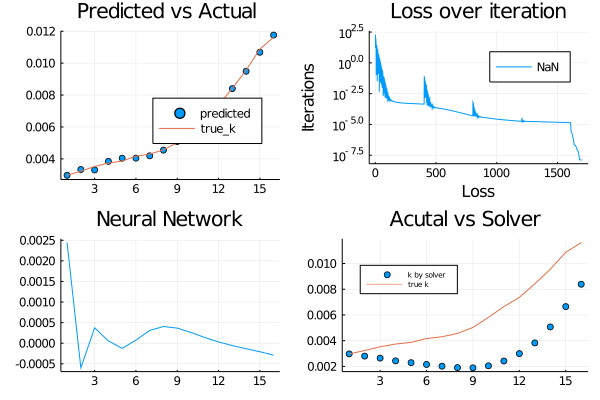 Predicted vs Actual
0.012
0.010
0.008
0.006
0.004
predicted
true_k
3 6 9 12 15
Loss over iteration
10^2.5
10^0.0
10^-2.5
10^-5.0
10^-7.5
Iterations
NaN
0 500 1000 1500
Loss
Neural Network
0.0025
0.0020
0.0015
0.0010
0.0005
0.0000
-0.0005
3 6 9 12 15
Acutal vs Solver
0.010
0.008
0.006
0.004
0.002
k by solver
true k
3 6 9 12 15